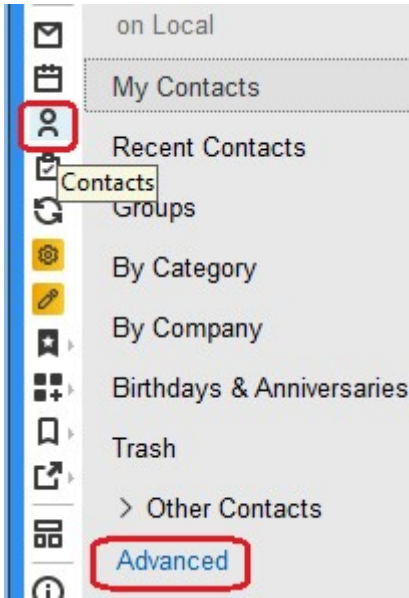 on Local
My Contacts
Recent Contacts
Contacts
Groups
By Category
By Company
Birthdays & Anniversaries
Trash
> Other Contacts
Advanced